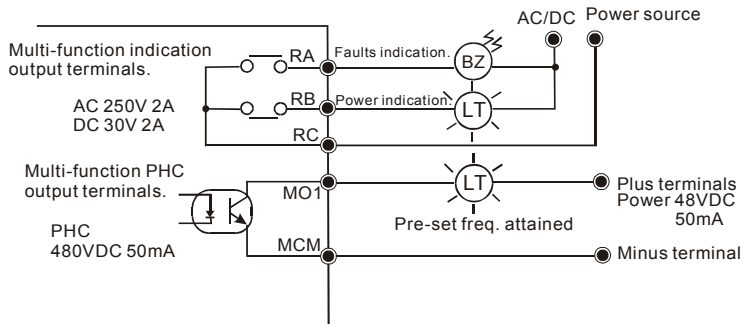 AC/DC
Power source
Multi-function indication
output terminals.
RA
Faults indication.
BZ
AC 250V 2A
DC 30V 2A
RB
Power indication.
LT
RC
Multi-function PHC
output terminals.
MO1
LT
Plus terminals
Power 48VDC
50mA
Pre-set freq. attained
PHC
480VDC 50mA
MCM
Minus terminal